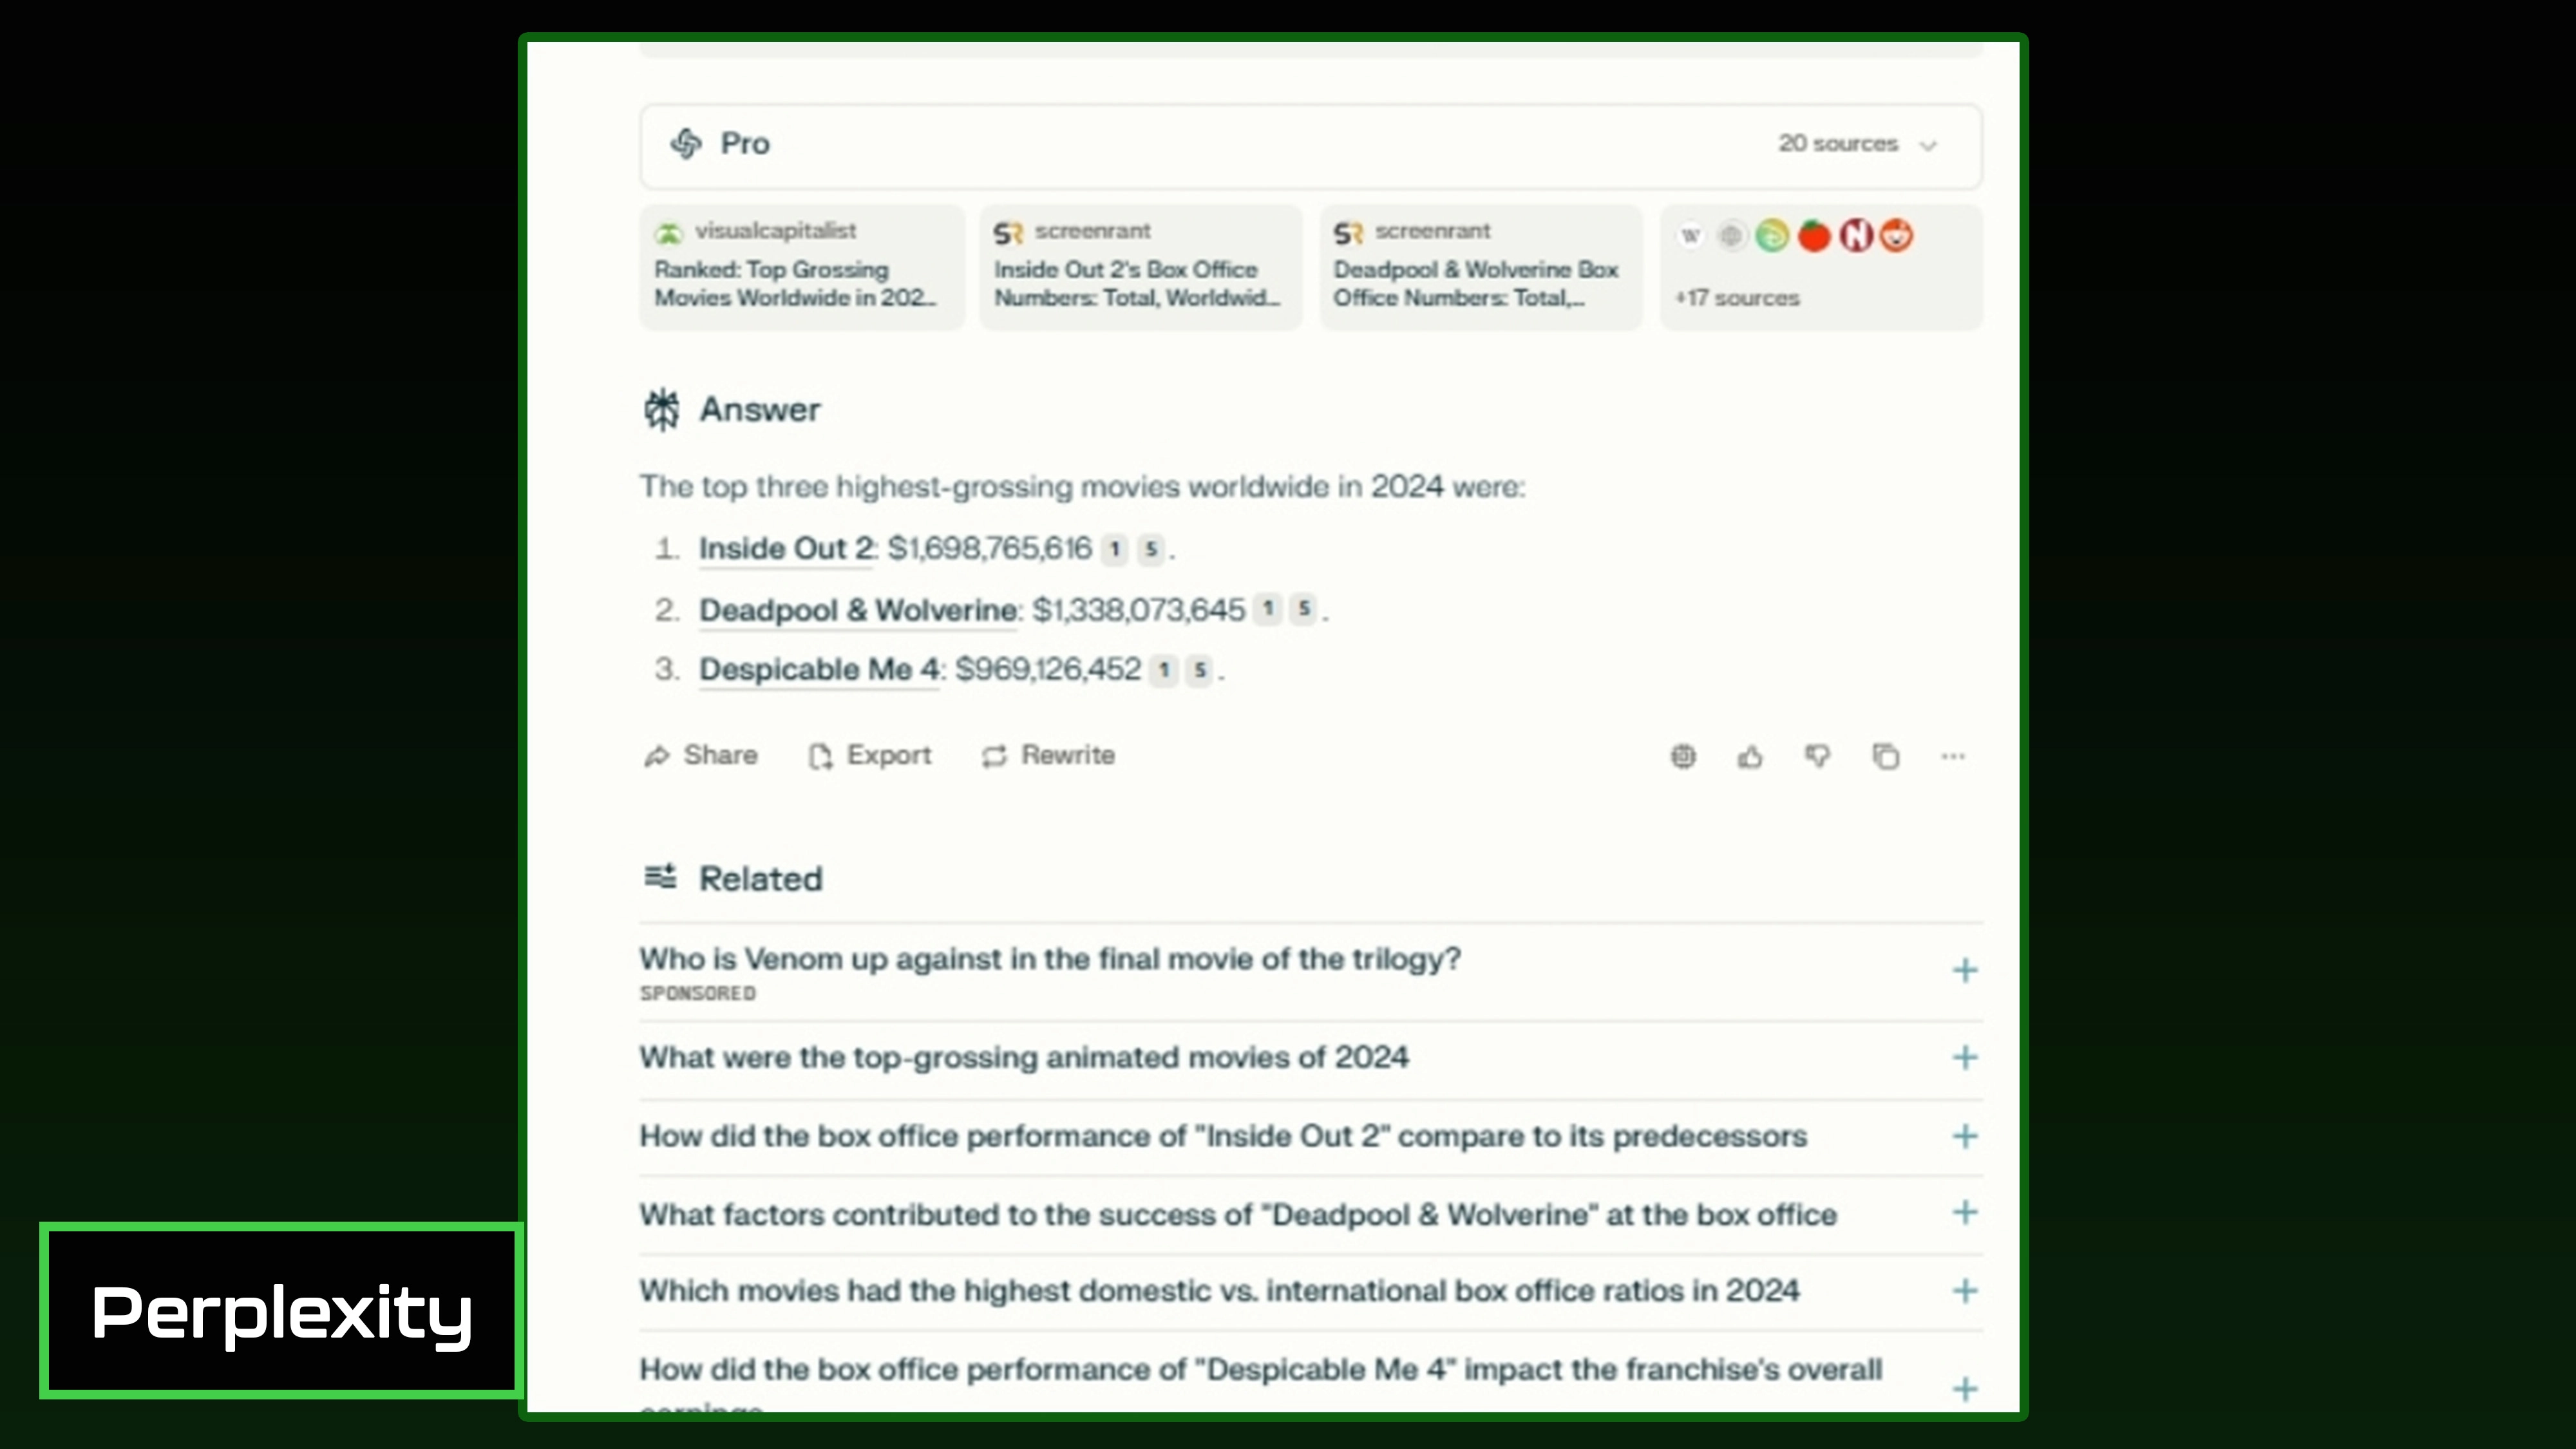 Pro
20 sources
visualcapitalist
Ranked: Top Grossing
Movies Worldwide in 202...
screenrant
Inside Out 2's Box Office
Numbers: Total, Worldwid...
screenrant
Deadpool & Wolverine Box
Office Numbers: Total,...
W
+17 sources
Answer
The top three highest-grossing movies worldwide in 2024 were:
1. Inside Out 2: $1,698,765,616 1 5.
2. Deadpool & Wolverine: $1,338,073,645 1 5.
3. Despicable Me 4: $969,126,452 1 5.
Share Export Rewrite
Related
Who is Venom up against in the final movie of the trilogy?
SPONSORED
What were the top-grossing animated movies of 2024
How did the box office performance of "Inside Out 2" compare to its predecessors
What factors contributed to the success of "Deadpool & Wolverine" at the box office
Which movies had the highest domestic vs. international box office ratios in 2024
How did the box office performance of "Despicable Me 4" impact the franchise's overall
Perplexity